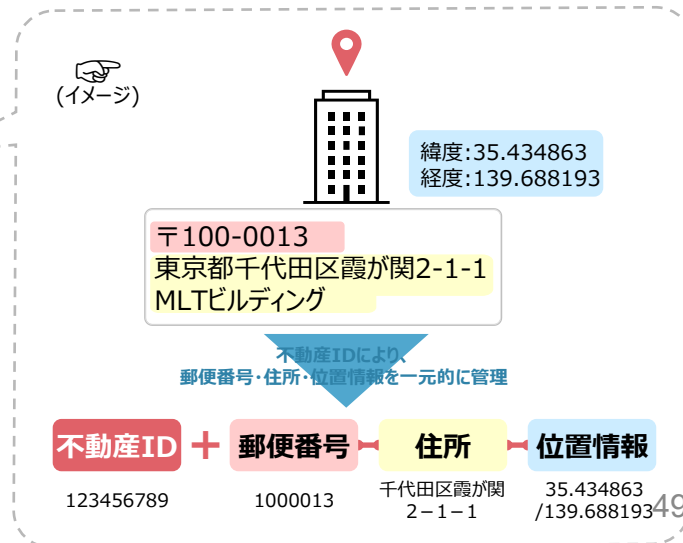 ☞
(イメージ)
緯度:35.434863
経度:139.688193
〒100-0013
東京都千代田区霞が関2-1-1
MLTビルディング
不動産IDにより、
郵便番号・住所・位置情報を一元的に管理
不動産ID + 郵便番号 住所 位置情報
123456789 1000013 千代田区霞が関 35.434863
2-1-1 /139.688193
49